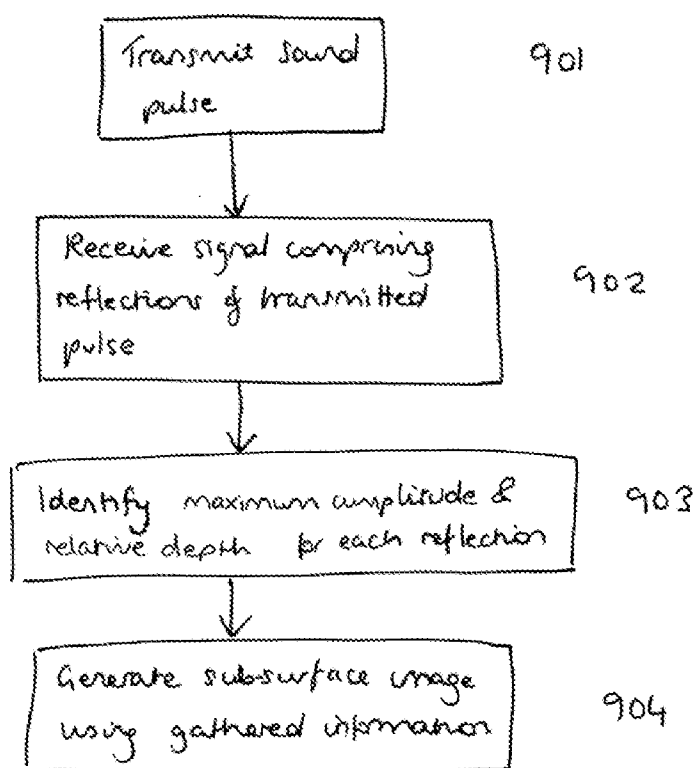 Transmit sound
pulse
901
Receive signal comprising
reflections of transmitted
pulse
902
Identify maximum amplitude &
relative depth for each reflection
903
Generate sub-surface image
using gathered information
904